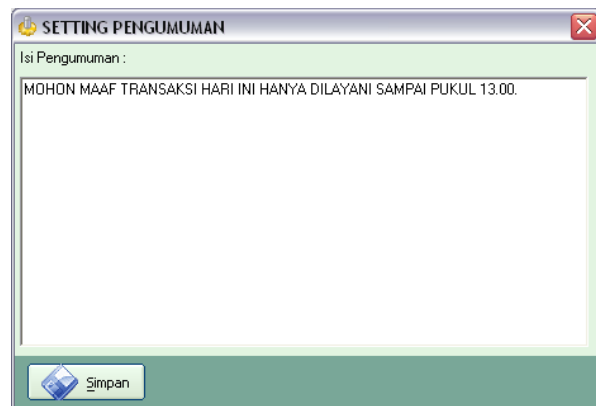 SETTING PENGUMUMAN
Isi Pengumuman :
MOHON MAAF TRANSAKSI HARI INI HANYA DILAYANI SAMPAI PUKUL 13.00.
Simpan